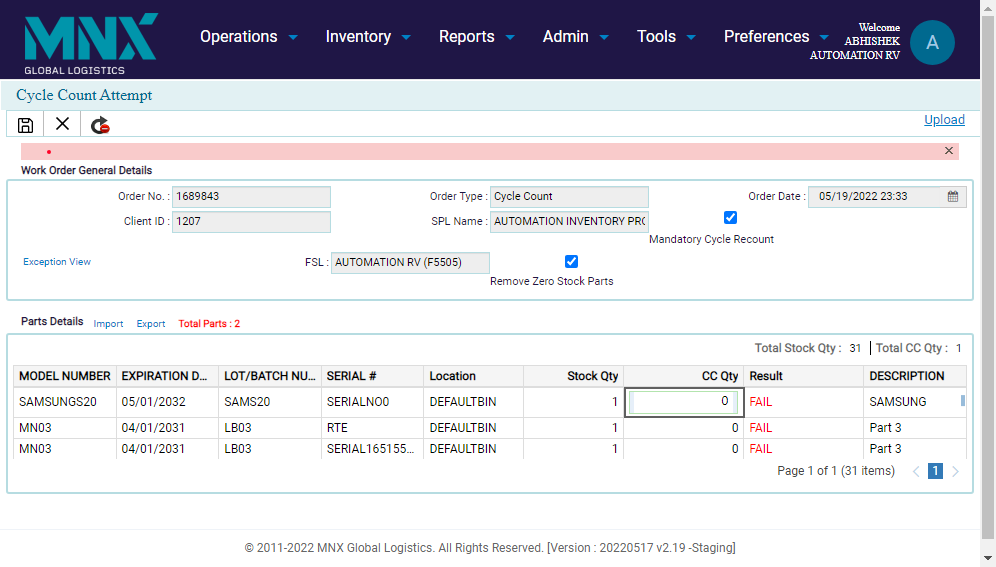 MNX
GLOBAL LOGISTICS
Operations Inventory Reports Admin Tools Preferences
Welcome
ABHISHEK
AUTOMATION RV
A
Cycle Count Attempt
Upload
Work Order General Details
Order No. : 1689843 Order Type : Cycle Count Order Date : 05/19/2022 23:33
Client ID : 1207 SPL Name : AUTOMATION INVENTORY PRO
Mandatory Cycle Recount
Exception View FSL : AUTOMATION RV (F5505)
Remove Zero Stock Parts
Parts Details Import Export Total Parts : 2
Total Stock Qty : 31 Total CC Qty : 1
MODEL NUMBER EXPIRATION D... LOT/BATCH NU... SERIAL # Location Stock Qty CC Qty Result DESCRIPTION
SAMSUNGS20 05/01/2032 SAMS20 SERIALNO0 DEFAULTBIN 1 0 FAIL SAMSUNG
MN03 04/01/2031 LB03 RTE DEFAULTBIN 1 0 FAIL Part 3
MN03 04/01/2031 LB03 SERIAL165155... DEFAULTBIN 1 0 FAIL Part 3
Page 1 of 1 (31 items) 1
© 2011-2022 MNX Global Logistics. All Rights Reserved. [Version : 20220517 v2.19 -Staging]